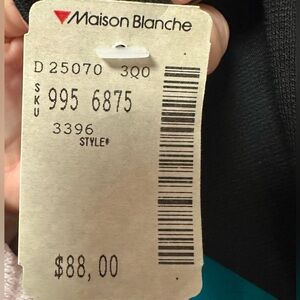 Maison Blanche
D 25070 3Q0
SKU 995 6875
3396
STYLE#
$88,00